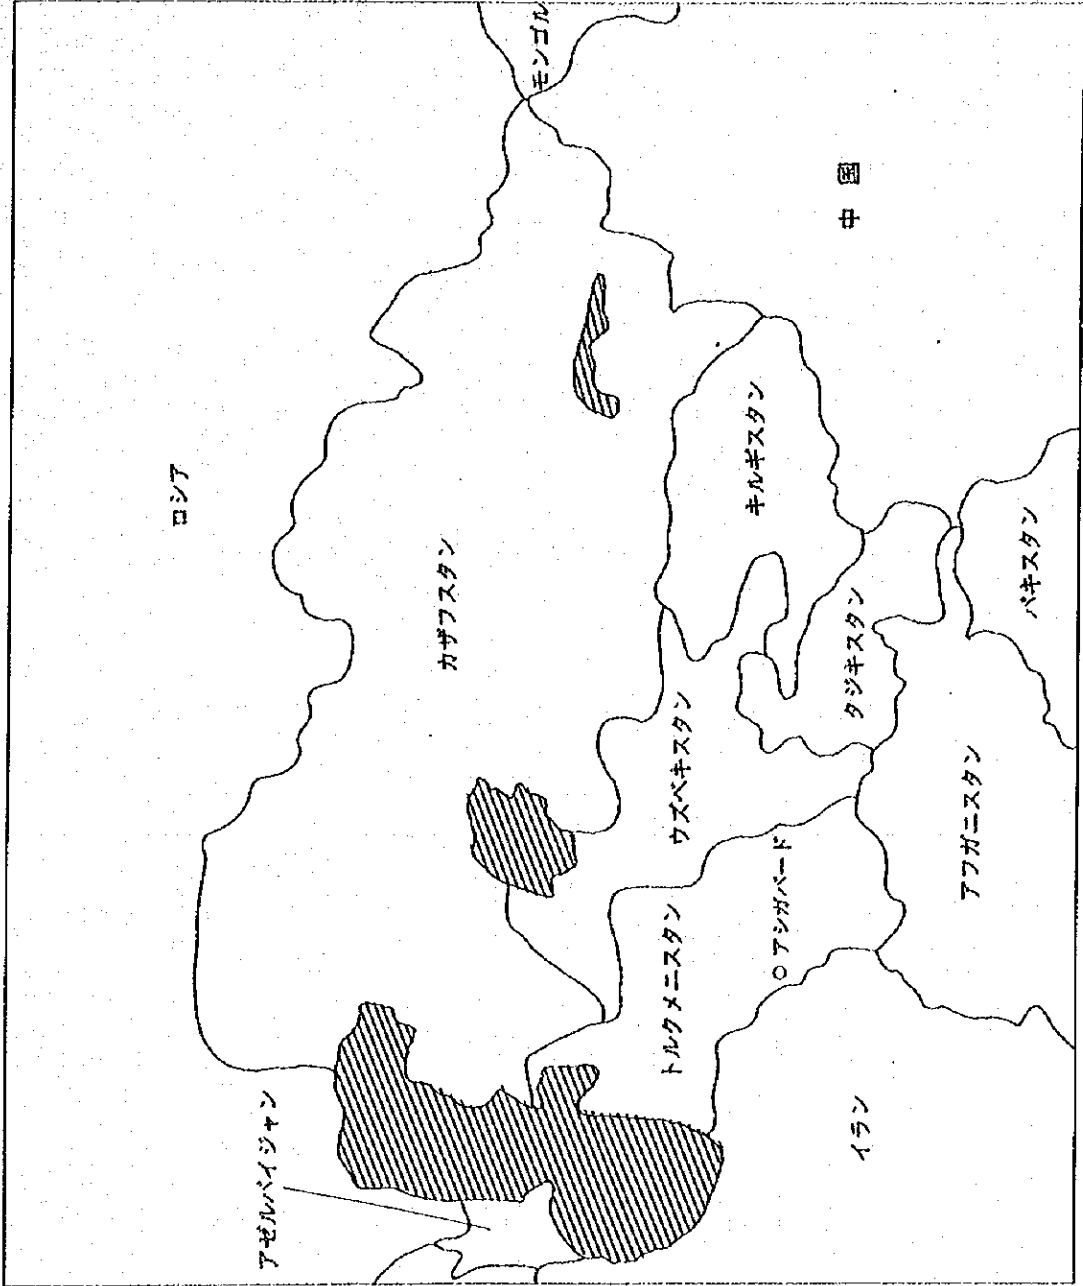 ロシア
モンゴル
カザフスタン
中国
アゼルバイジャン
ウズベキスタン
キルギスタン
トルクメニスタン
○アシガバード
タジキスタン
イラン
アフガニスタン
パキスタン